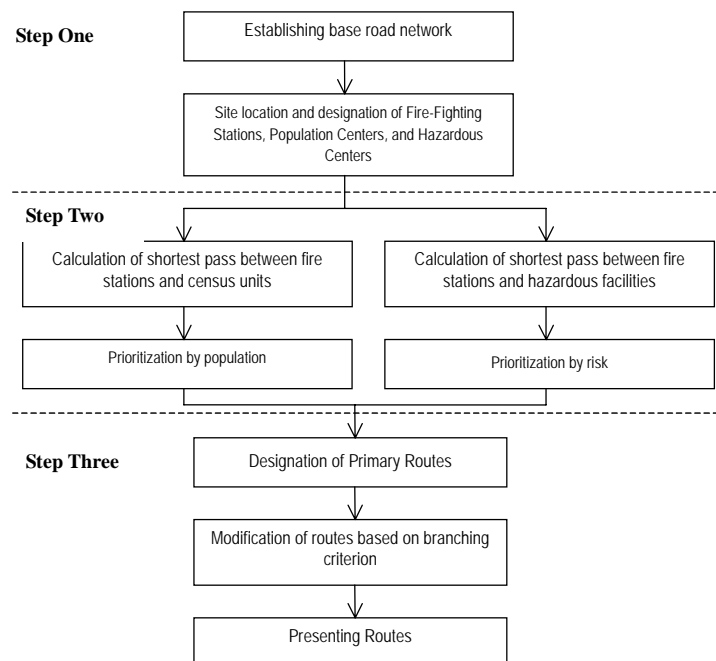 Step One
Establishing base road network
Site location and designation of Fire-Fighting
Stations, Population Centers, and Hazardous
Centers
Step Two
Calculation of shortest pass between fire
stations and census units
Calculation of shortest pass between fire
stations and hazardous facilities
Prioritization by population
Prioritization by risk
Step Three
Designation of Primary Routes
Modification of routes based on branching
criterion
Presenting Routes